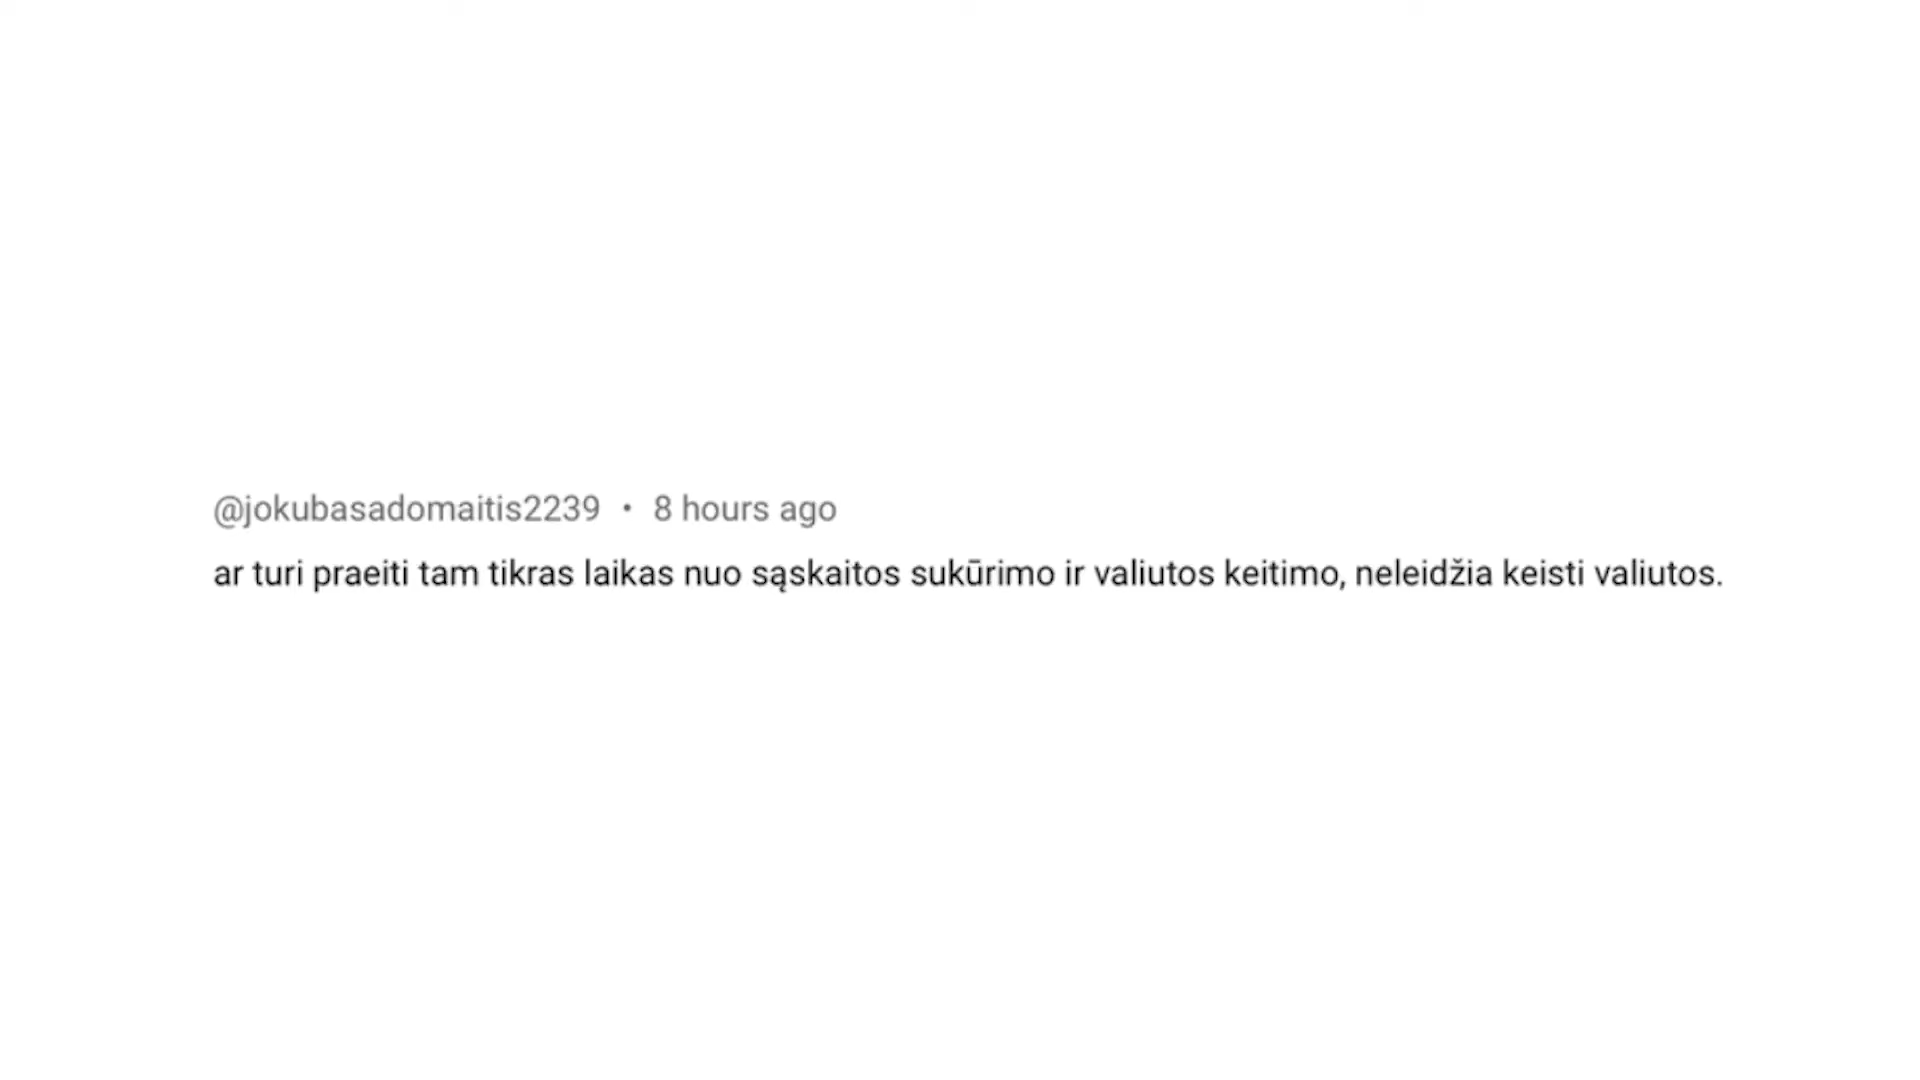 @jokubasadomaitis2239 • 8 hours ago
ar turi praeiti tam tikras laikas nuo sąskaitos sukūrimo ir valiutos keitimo, neleidžia keisti valiutos.